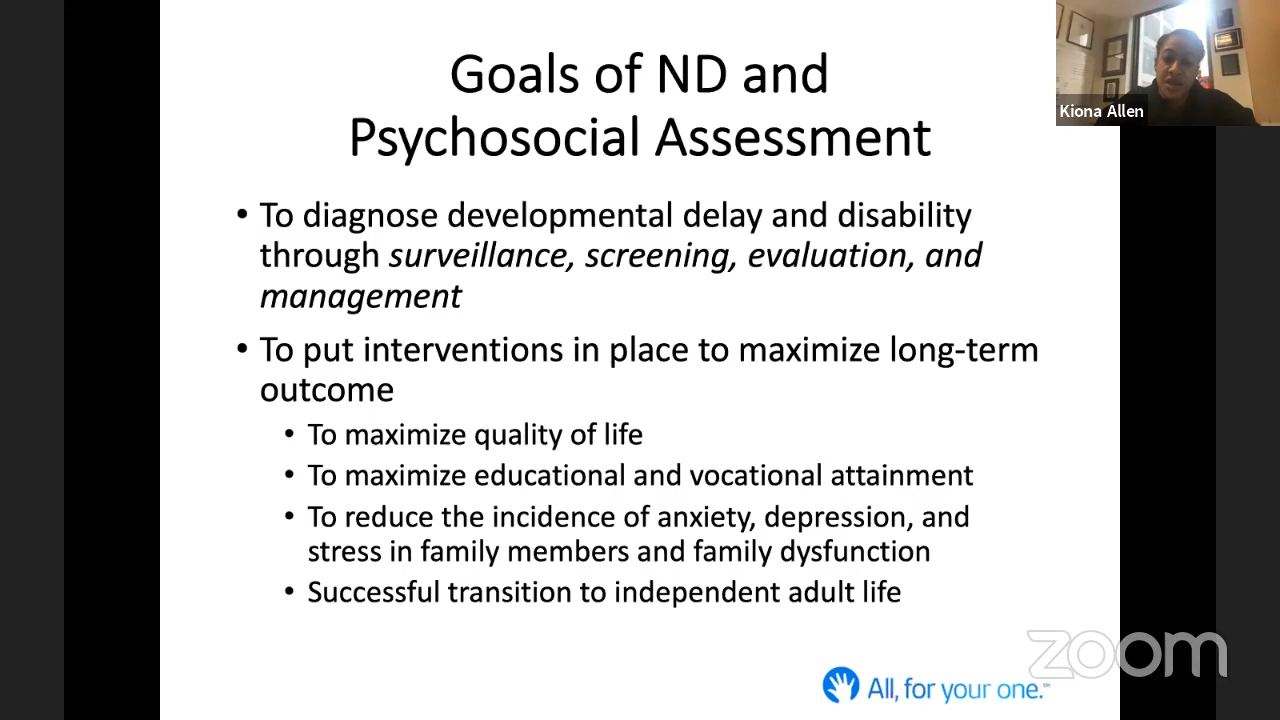 Goals of ND and
Psychosocial Assessment
Kiona Allen
• To diagnose developmental delay and disability
through surveillance, screening, evaluation, and
management
• To put interventions in place to maximize long-term
outcome
• To maximize quality of life
• To maximize educational and vocational attainment
• To reduce the incidence of anxiety, depression, and
stress in family members and family dysfunction
• Successful transition to independent adult life
zoom
All, for your one.℠